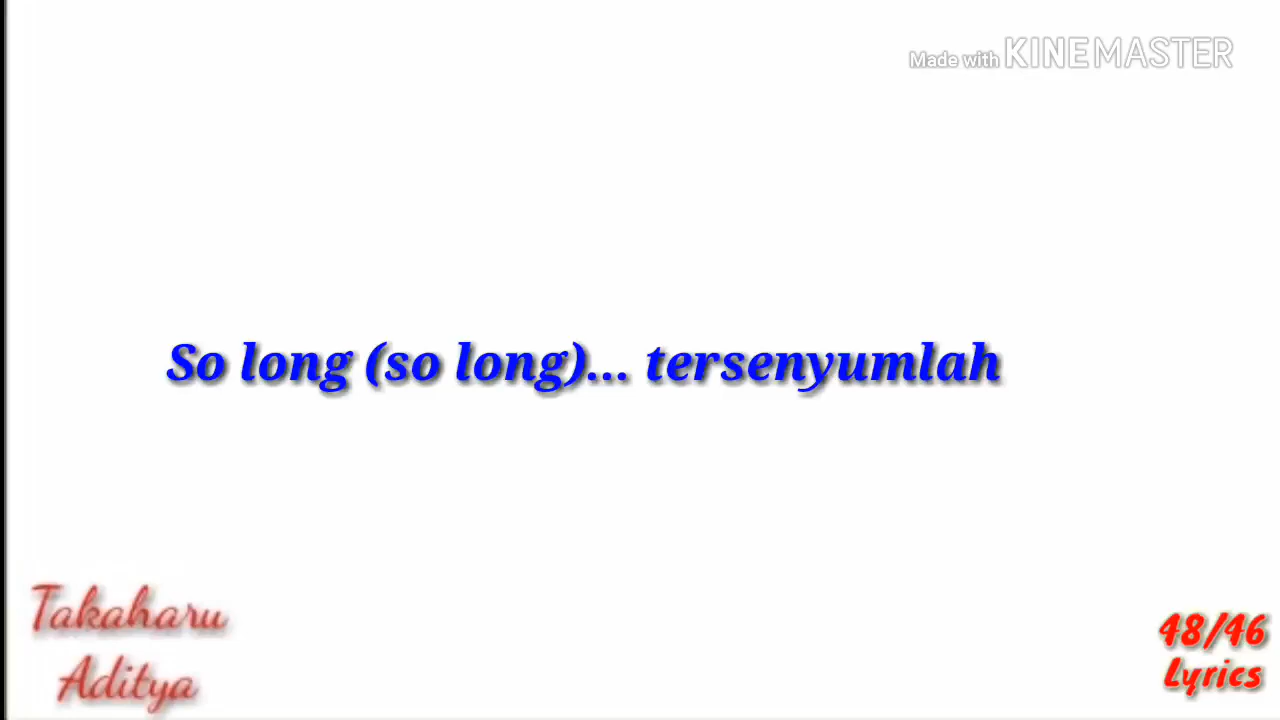 Made with KINEMASTER
So long (so long)... tersenyumlah
Takaharu
Aditya
48/46
Lyrics